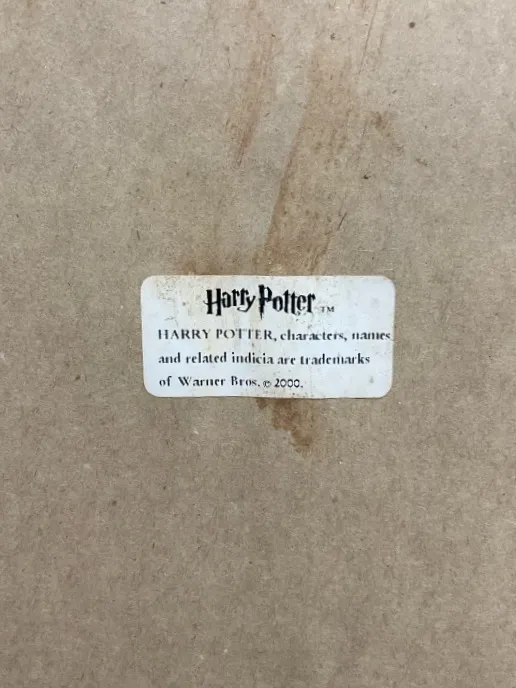 Harry Potter TM
HARRY POTTER, characters, names
and related indicia are trademarks
of Warner Bros. © 2000.